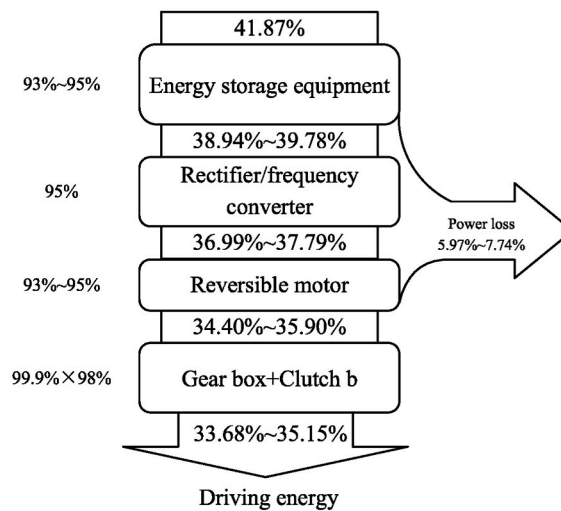 41.87%
93%~95%
Energy storage equipment
38.94%~39.78%
95%
Rectifier/frequency
converter
Power loss
5.97%~7.74%
36.99%~37.79%
93%~95%
Reversible motor
34.40%~35.90%
99.9%×98%
Gear box+Clutch b
33.68%~35.15%
Driving energy